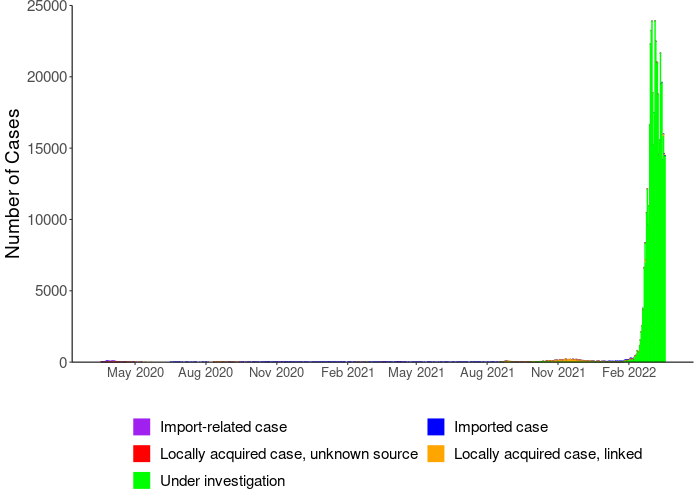 25000
20000
15000
10000
5000
0
Number of Cases
May 2020 Aug 2020 Nov 2020 Feb 2021 May 2021 Aug 2021 Nov 2021 Feb 2022
Import-related case Imported case
Locally acquired case, unknown source Locally acquired case, linked
Under investigation